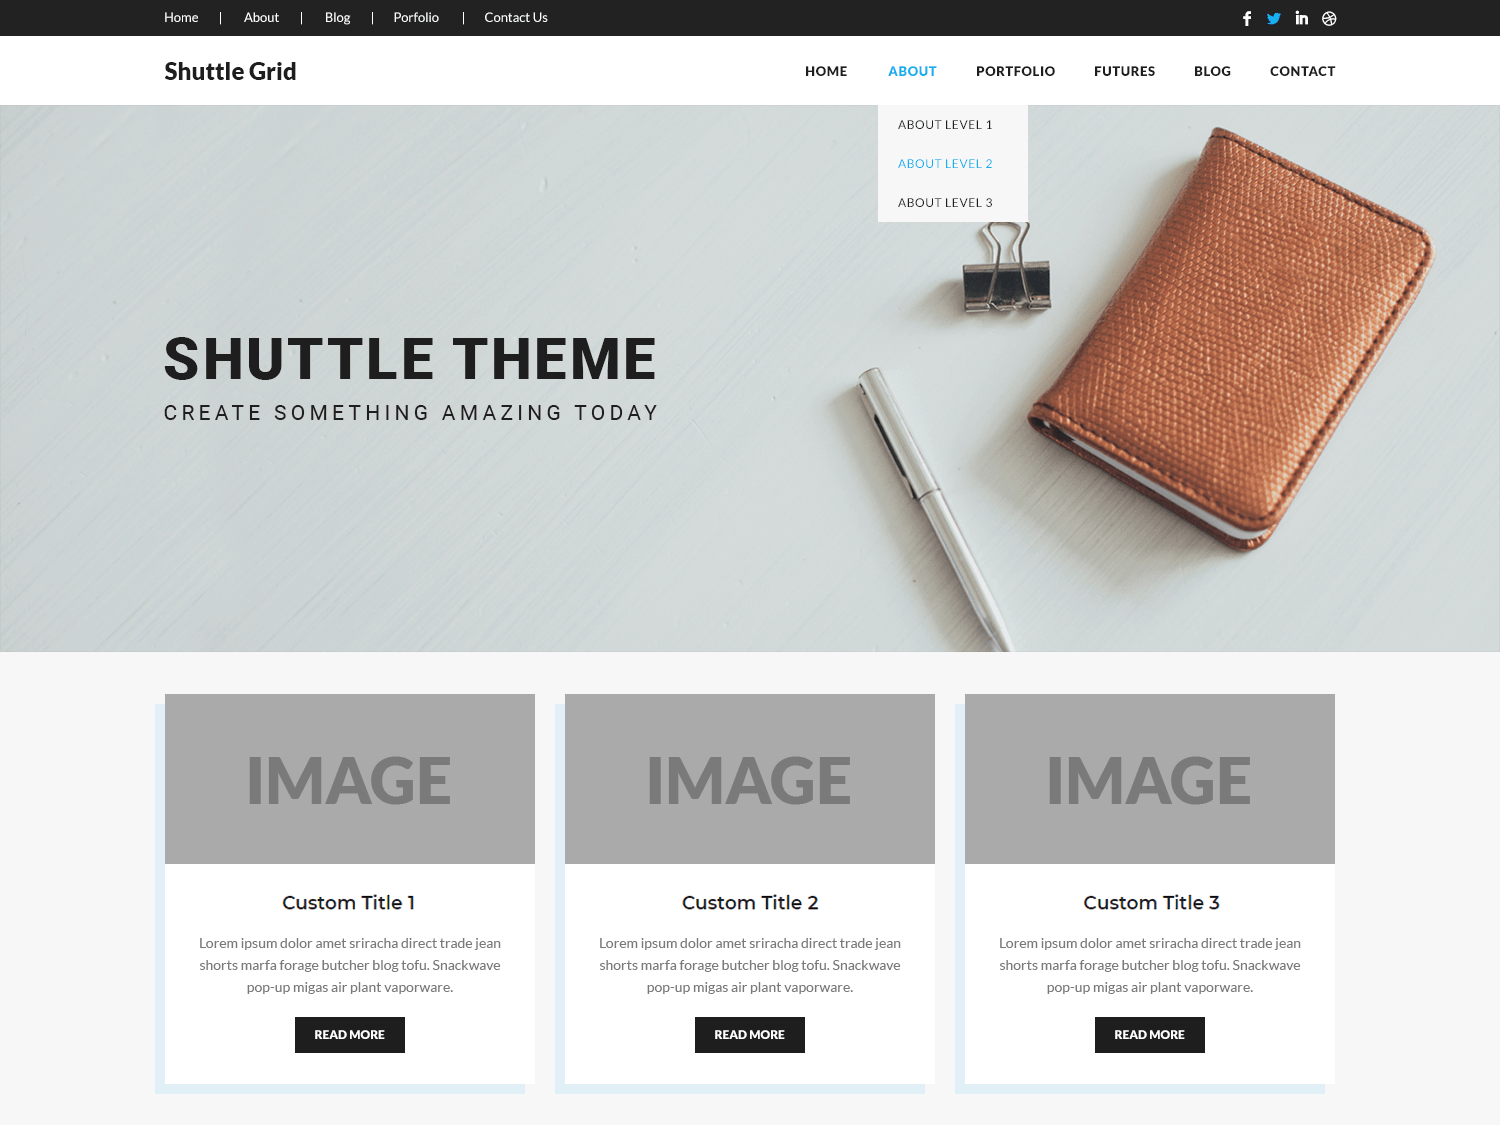 Home | About | Blog | Porfolio | Contact Us
Shuttle Grid
HOME ABOUT PORTFOLIO FUTURES BLOG CONTACT
ABOUT LEVEL 1
ABOUT LEVEL 2
ABOUT LEVEL 3
SHUTTLE THEME
CREATE SOMETHING AMAZING TODAY
IMAGE
Custom Title 1
Lorem ipsum dolor amet sriracha direct trade jean
shorts marfa forage butcher blog tofu. Snackwave
pop-up migas air plant vaporware.
READ MORE
IMAGE
Custom Title 2
Lorem ipsum dolor amet sriracha direct trade jean
shorts marfa forage butcher blog tofu. Snackwave
pop-up migas air plant vaporware.
READ MORE
IMAGE
Custom Title 3
Lorem ipsum dolor amet sriracha direct trade jean
shorts marfa forage butcher blog tofu. Snackwave
pop-up migas air plant vaporware.
READ MORE